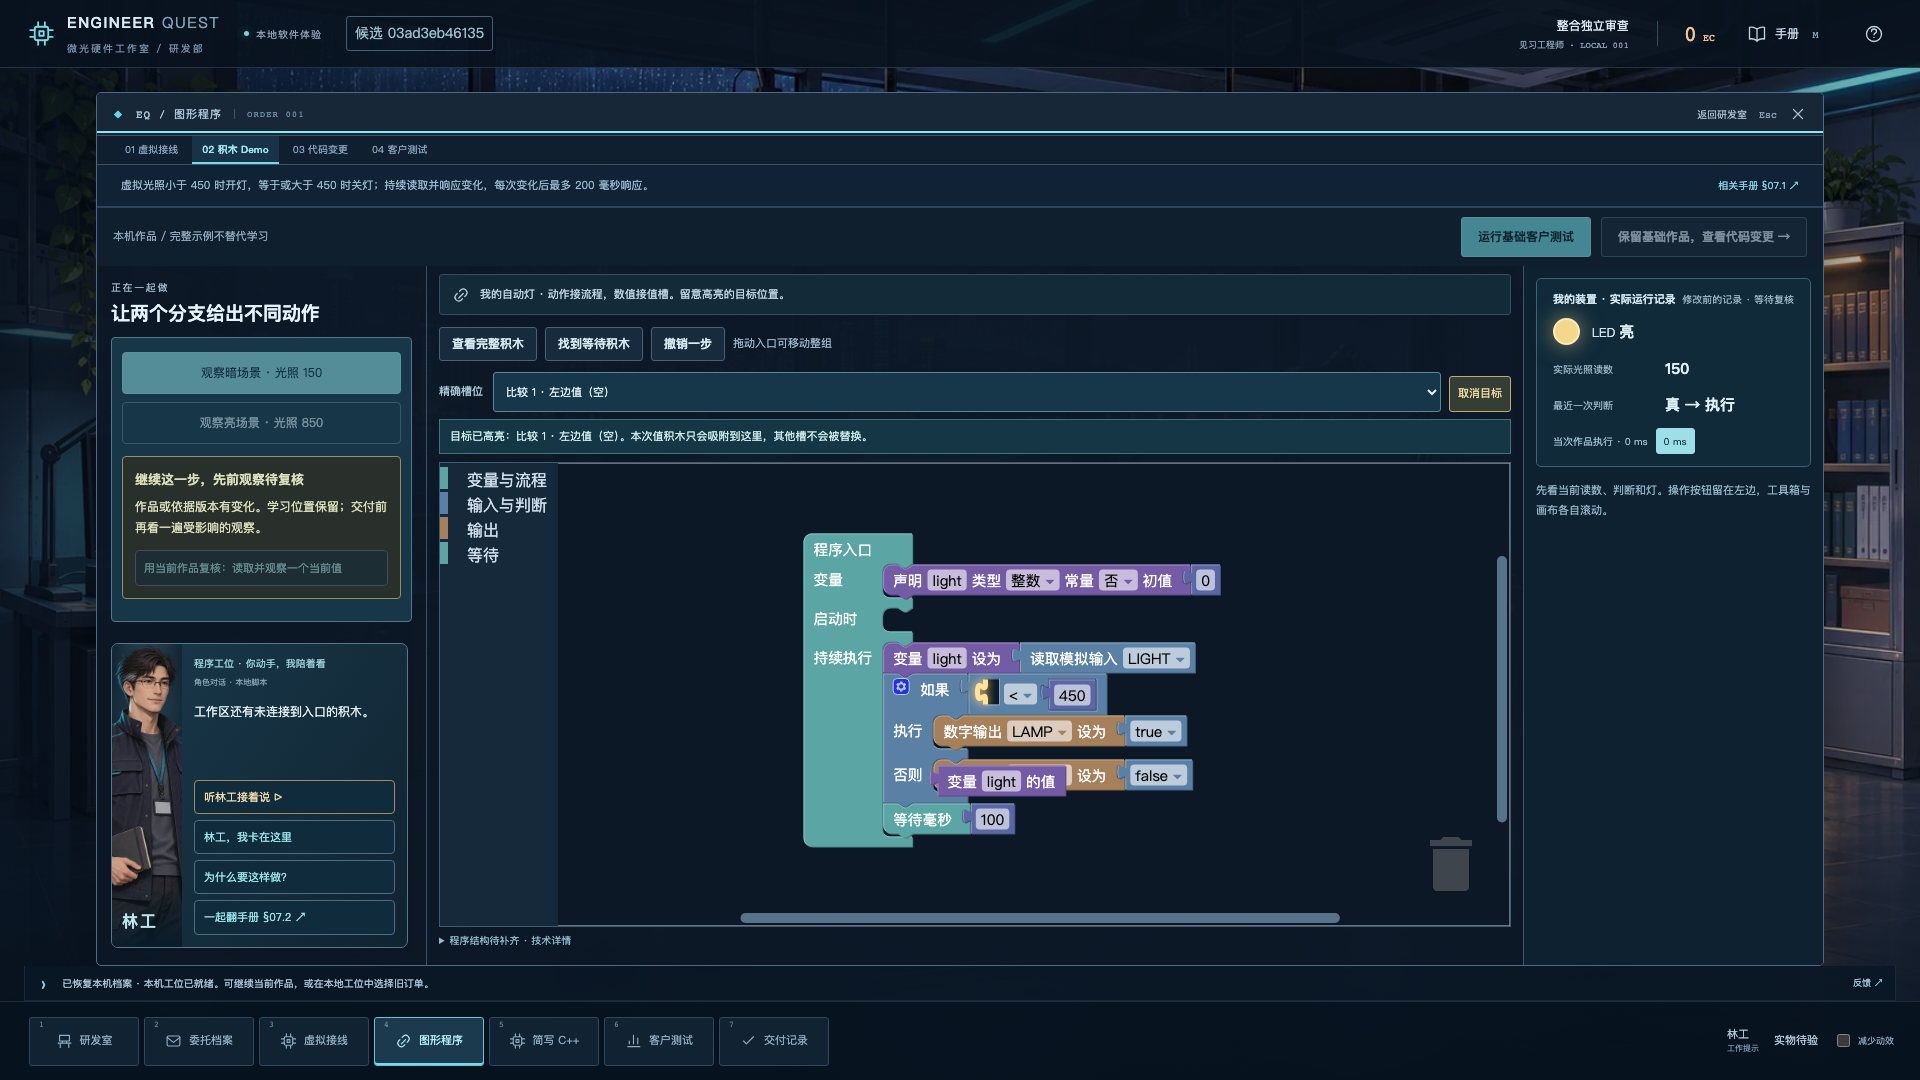 ENGINEER QUEST
微光硬件工作室 / 研发部
本地软件体验
候选 03ad3eb46135
整合独立审查
见习工程师 · LOCAL 001
0 EC
手册 M
EQ / 图形程序
ORDER 001
返回研发室 Esc
01 虚拟接线
02 积木 Demo
03 代码变更
04 客户测试
虚拟光照小于 450 时开灯，等于或大于 450 时关灯；持续读取并响应变化，每次变化后最多 200 毫秒响应。
相关手册 §07.1 ↗
本机作品 / 完整示例不替代学习
运行基础客户测试
保留基础作品，查看代码变更 →
正在一起做
让两个分支给出不同动作
观察暗场景 · 光照 150
观察亮场景 · 光照 850
继续这一步，先前观察待复核
作品或依据版本有变化。学习位置保留；交付前
再看一遍受影响的观察。
用当前作品复核：读取并观察一个当前值
程序工位 · 你动手，我陪着看
角色对话 · 本地脚本
工作区还有未连接到入口的积木。
听林工接着说 ▷
林工，我卡在这里
为什么要这样做?
一起翻手册 §07.2 ↗
林工
我的自动灯 · 动作接流程，数值接值槽。留意高亮的目标位置。
查看完整积木
找到等待积木
撤销一步
拖动入口可移动整组
精确槽位
比较 1 · 左边值（空）
取消目标
目标已高亮：比较 1 · 左边值（空）。本次值积木只会吸附到这里，其他槽不会被替换。
变量与流程
输入与判断
输出
等待
程序入口
变量
声明 light 类型 整数 常量 否 初值 0
启动时
持续执行
变量 light 设为 读取模拟输入 LIGHT
如果 < 450
执行 数字输出 LAMP 设为 true
否则 变量 light 的值 设为 false
等待毫秒 100
程序结构待补齐 · 技术详情
我的装置 · 实际运行记录 修改前的记录 · 等待复核
LED 亮
实际光照读数 150
最近一次判断 真 → 执行
当次作品执行 · 0 ms 0 ms
先看当前读数、判断和灯。操作按钮留在左边，工具箱与
画布各自滚动。
已恢复本机档案 · 本机工位已就绪。可继续当前作品，或在本地工位中选择旧订单。
反馈 ↗
1 研发室
2 委托档案
3 虚拟接线
4 图形程序
5 简写 C++
6 客户测试
7 交付记录
林工
工作提示
实物待验
减少动效